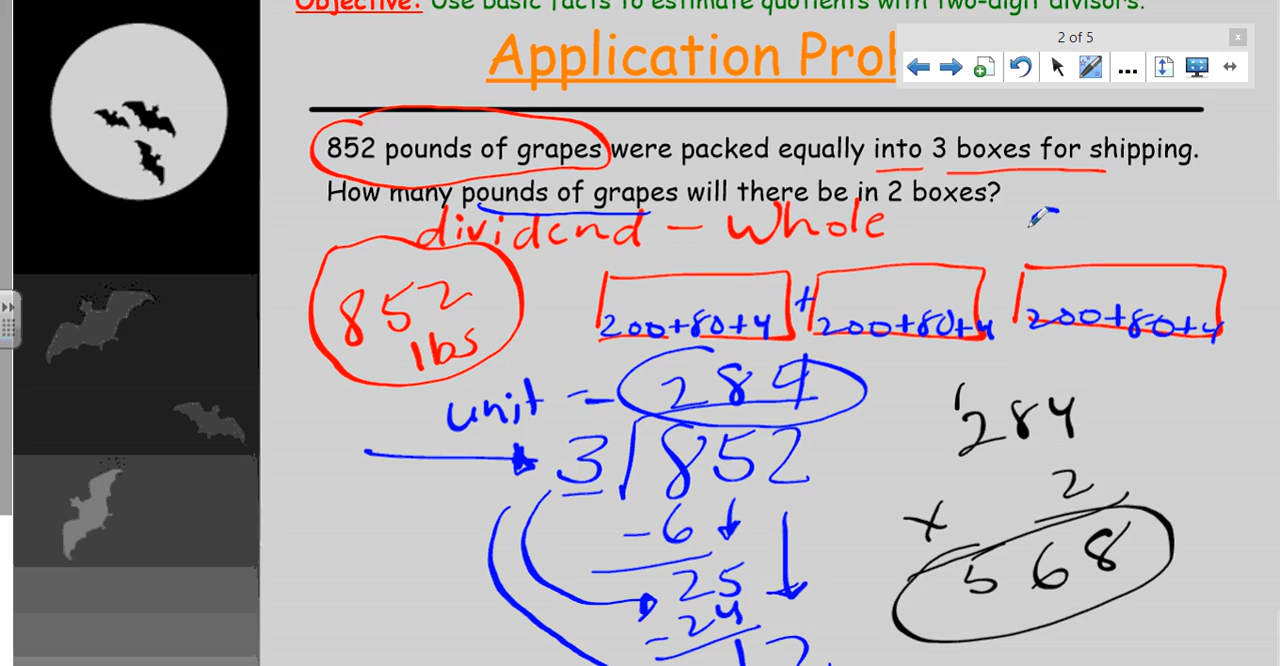 Objective: Use basic facts to estimate quotients with two-digit divisors.
Application Prob
2 of 5
852 pounds of grapes were packed equally into 3 boxes for shipping.
How many pounds of grapes will there be in 2 boxes?
dividend - whole
852
lbs
200+80+4 + 200+80+4 200+80+4
unit = 284
3 852
-6
25
-24
12
1
284
x 2
568